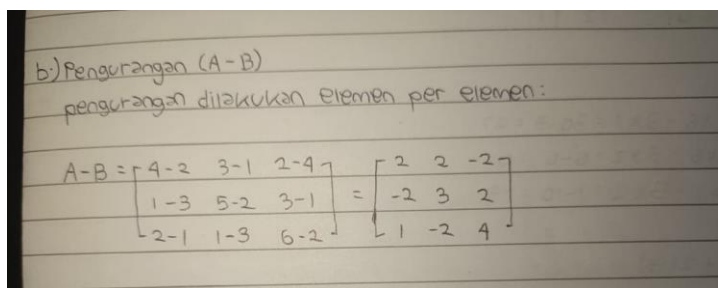 b.) Pengurangan (A-B)
pengurangan dilakukan elemen per elemen:
4-2 3-1 2-4 2 2 -2
A-B = 1-3 5-2 3-1 = -2 3 2
2-1 1-3 6-2 1 -2 4